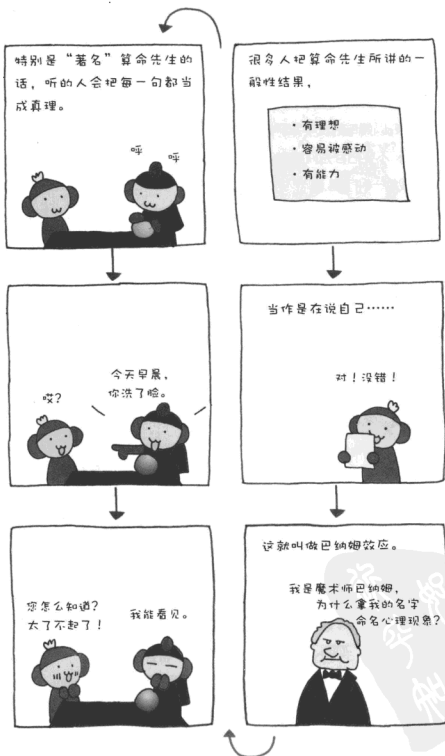 很多人把算命先生所讲的一
般性结果，
·有理想
·容易被感动
·有能力
当作是在说自己……
对！没错！
这就叫做巴纳姆效应。
我是魔术师巴纳姆，
为什么拿我的名字
命名心理现象？
特别是“著名”算命先生的
话，听的人会把每一句都当
成真理。
呼
呼
今天早晨，
你洗了脸。
哎？
您怎么知道？
太了不起了！
我能看见。